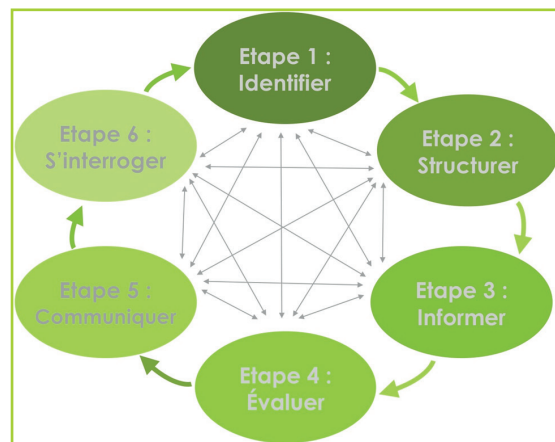 Etape 1 :
Identifier
Etape 2 :
Structurer
Etape 3 :
Informer
Etape 4 :
Évaluer
Etape 5 :
Communiquer
Etape 6 :
S'interroger